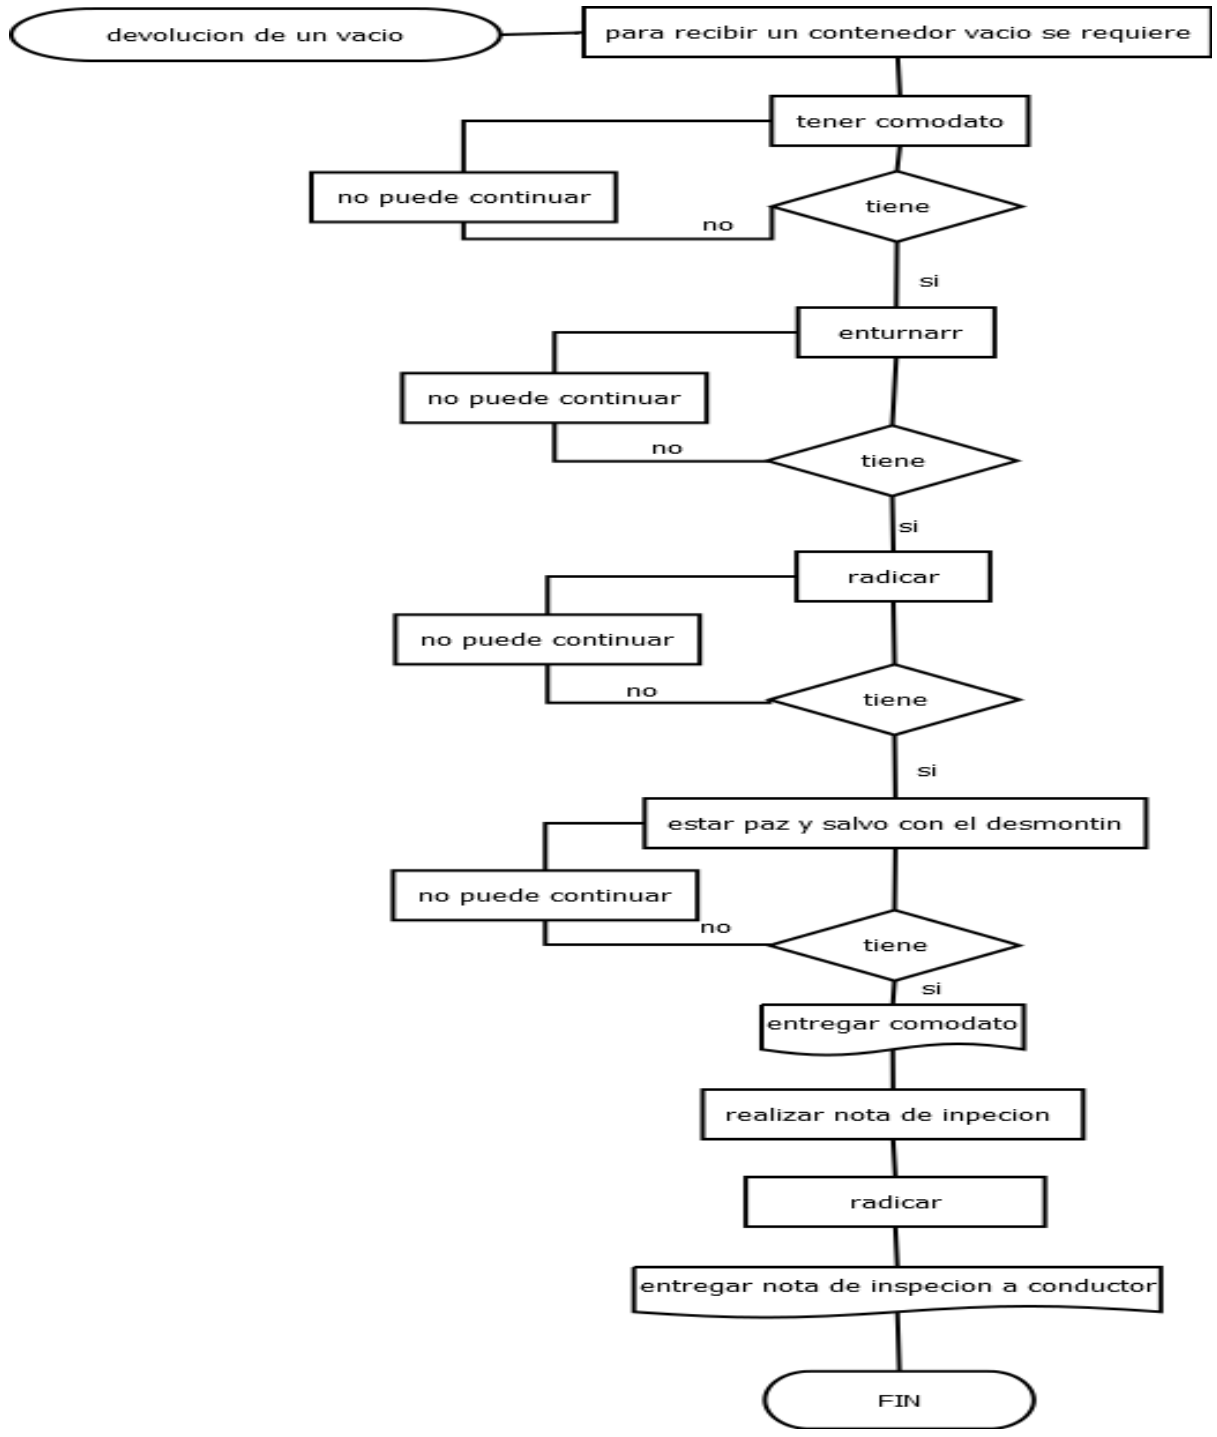 devolucion de un vacio
para recibir un contenedor vacio se requiere
tener comodato
no puede continuar
tiene
no
si
enturnarr
no puede continuar
no
tiene
si
radicar
no puede continuar
no
tiene
si
estar paz y salvo con el desmontin
no puede continuar
no
tiene
si
entregar comodato
realizar nota de inpecion
radicar
entregar nota de inspecion a conductor
FIN